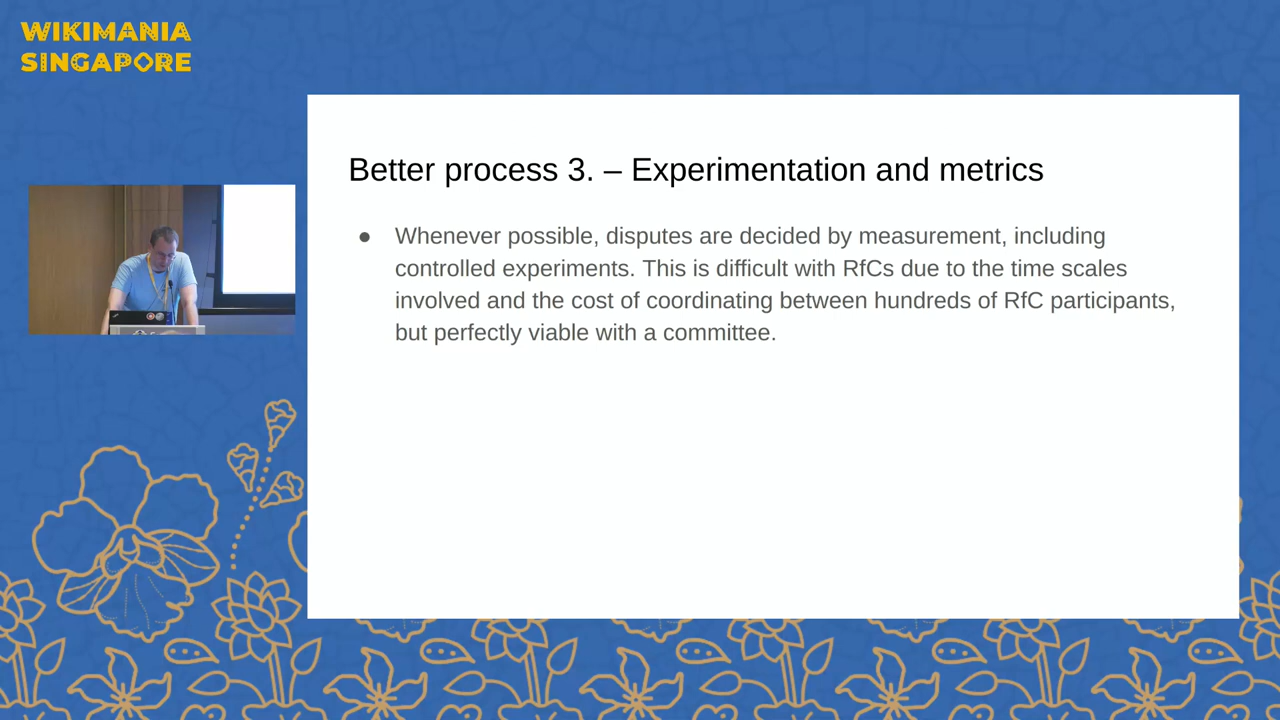 WIKIMANIA
SINGAPORE
Better process 3. – Experimentation and metrics
● Whenever possible, disputes are decided by measurement, including
controlled experiments. This is difficult with RfCs due to the time scales
involved and the cost of coordinating between hundreds of RfC participants,
but perfectly viable with a committee.